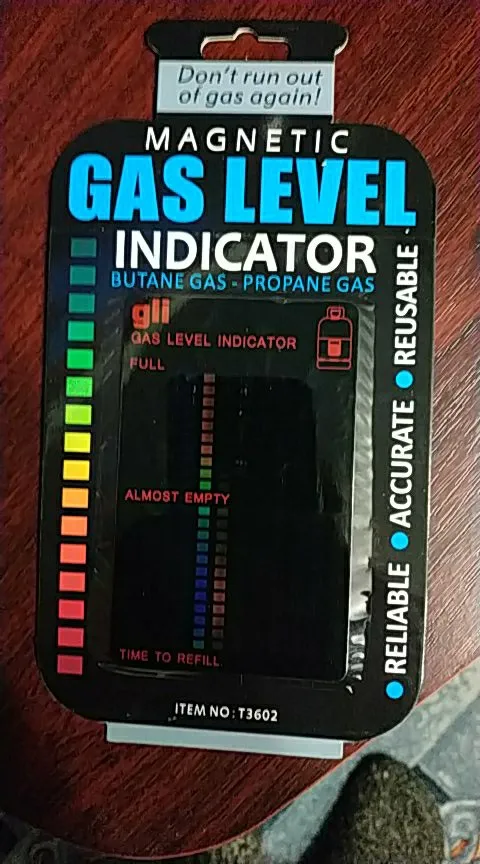 Don't run out
of gas again!
MAGNETIC
GAS LEVEL
INDICATOR
BUTANE GAS - PROPANE GAS
gli
GAS LEVEL INDICATOR
FULL
ALMOST EMPTY
TIME TO REFILL
RELIABLE ● ACCURATE ● REUSABLE
ITEM NO: T3602